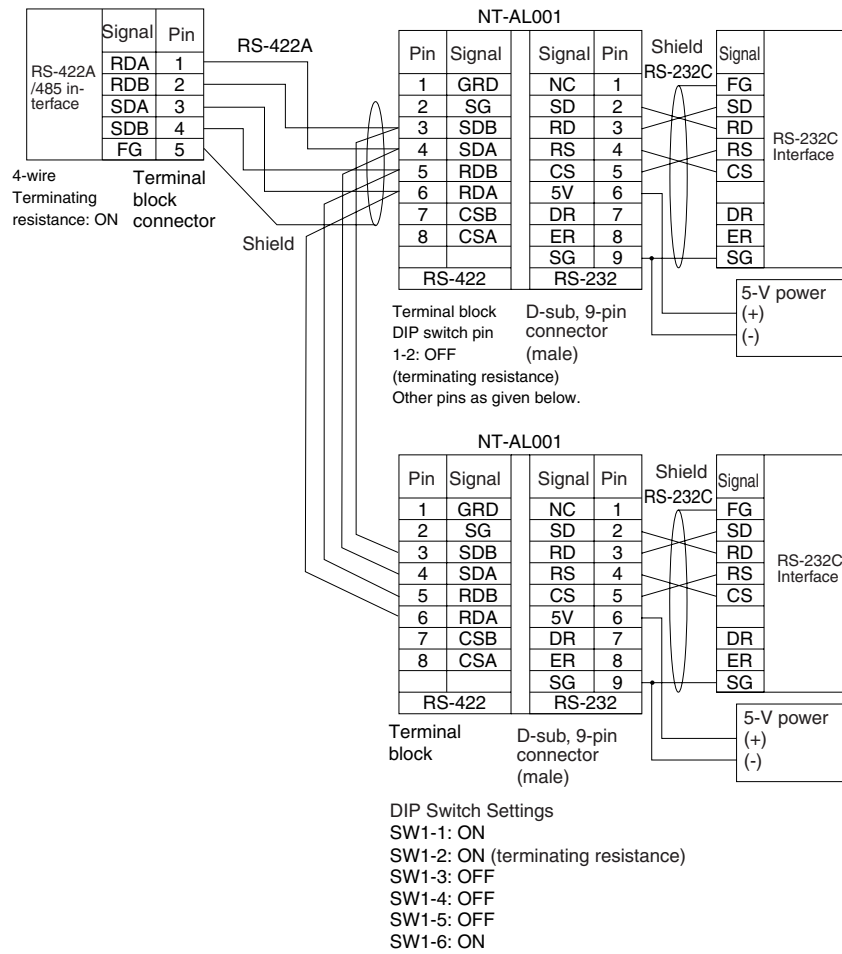 NT-AL001
Signal Pin
RS-422A
/485 in-
terface
RDA 1
RDB 2
SDA 3
SDB 4
FG 5
RS-422A
4-wire
Terminating
resistance: ON
Terminal
block
connector
Shield
Pin Signal
1 GRD
2 SG
3 SDB
4 SDA
5 RDB
6 RDA
7 CSB
8 CSA
RS-422
Signal Pin
NC 1
SD 2
RD 3
RS 4
CS 5
5V 6
DR 7
ER 8
SG 9
RS-232
Shield
RS-232C
Signal
FG
SD
RD
RS
CS
DR
ER
SG
RS-232C
Interface
5-V power
(+)
(-)
Terminal block
DIP switch pin
1-2: OFF
(terminating resistance)
Other pins as given below.
D-sub, 9-pin
connector
(male)
NT-AL001
Pin Signal
1 GRD
2 SG
3 SDB
4 SDA
5 RDB
6 RDA
7 CSB
8 CSA
RS-422
Signal Pin
NC 1
SD 2
RD 3
RS 4
CS 5
5V 6
DR 7
ER 8
SG 9
RS-232
Shield
RS-232C
Signal
FG
SD
RD
RS
CS
DR
ER
SG
RS-232C
Interface
5-V power
(+)
(-)
Terminal
block
D-sub, 9-pin
connector
(male)
DIP Switch Settings
SW1-1: ON
SW1-2: ON (terminating resistance)
SW1-3: OFF
SW1-4: OFF
SW1-5: OFF
SW1-6: ON